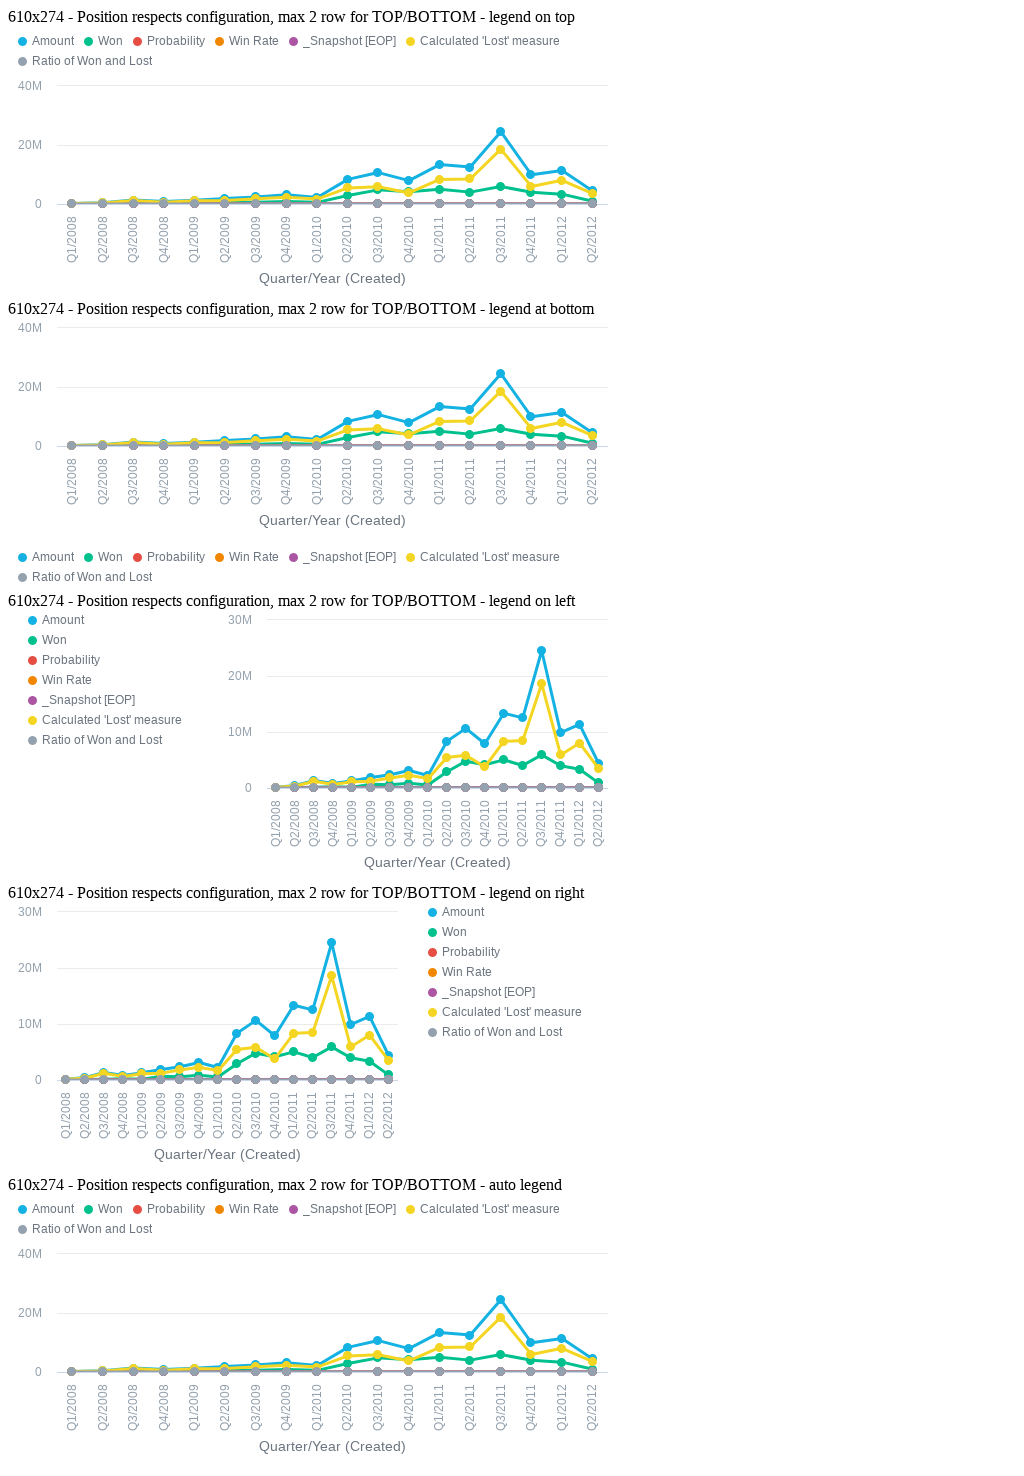 610x274 - Position respects configuration, max 2 row for TOP/BOTTOM - legend on top
Amount Won Probability Win Rate _Snapshot [EOP] Calculated 'Lost' measure
Ratio of Won and Lost
40M
20M
0
Q1/2008 Q2/2008 Q3/2008 Q4/2008 Q1/2009 Q2/2009 Q3/2009 Q4/2009 Q1/2010 Q2/2010 Q3/2010 Q4/2010 Q1/2011 Q2/2011 Q3/2011 Q4/2011 Q1/2012 Q2/2012
Quarter/Year (Created)
610x274 - Position respects configuration, max 2 row for TOP/BOTTOM - legend at bottom
40M
20M
0
Q1/2008 Q2/2008 Q3/2008 Q4/2008 Q1/2009 Q2/2009 Q3/2009 Q4/2009 Q1/2010 Q2/2010 Q3/2010 Q4/2010 Q1/2011 Q2/2011 Q3/2011 Q4/2011 Q1/2012 Q2/2012
Quarter/Year (Created)
Amount Won Probability Win Rate _Snapshot [EOP] Calculated 'Lost' measure
Ratio of Won and Lost
610x274 - Position respects configuration, max 2 row for TOP/BOTTOM - legend on left
Amount
Won
Probability
Win Rate
_Snapshot [EOP]
Calculated 'Lost' measure
Ratio of Won and Lost
30M
20M
10M
0
Q1/2008 Q2/2008 Q3/2008 Q4/2008 Q1/2009 Q2/2009 Q3/2009 Q4/2009 Q1/2010 Q2/2010 Q3/2010 Q4/2010 Q1/2011 Q2/2011 Q3/2011 Q4/2011 Q1/2012 Q2/2012
Quarter/Year (Created)
610x274 - Position respects configuration, max 2 row for TOP/BOTTOM - legend on right
30M
20M
10M
0
Q1/2008 Q2/2008 Q3/2008 Q4/2008 Q1/2009 Q2/2009 Q3/2009 Q4/2009 Q1/2010 Q2/2010 Q3/2010 Q4/2010 Q1/2011 Q2/2011 Q3/2011 Q4/2011 Q1/2012 Q2/2012
Quarter/Year (Created)
Amount
Won
Probability
Win Rate
_Snapshot [EOP]
Calculated 'Lost' measure
Ratio of Won and Lost
610x274 - Position respects configuration, max 2 row for TOP/BOTTOM - auto legend
Amount Won Probability Win Rate _Snapshot [EOP] Calculated 'Lost' measure
Ratio of Won and Lost
40M
20M
0
Q1/2008 Q2/2008 Q3/2008 Q4/2008 Q1/2009 Q2/2009 Q3/2009 Q4/2009 Q1/2010 Q2/2010 Q3/2010 Q4/2010 Q1/2011 Q2/2011 Q3/2011 Q4/2011 Q1/2012 Q2/2012
Quarter/Year (Created)